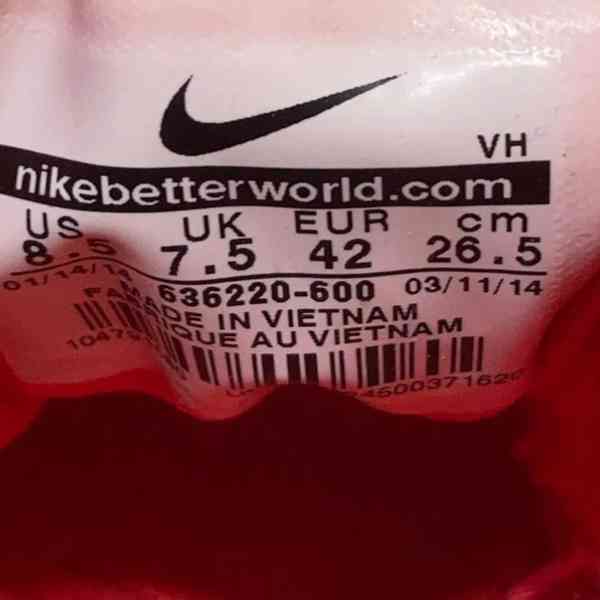 VH
nikebetterworld.com
US UK EUR cm
8.5 7.5 42 26.5
01/14/14 636220-600 03/11/14
MADE IN VIETNAM
AU VIETNAM